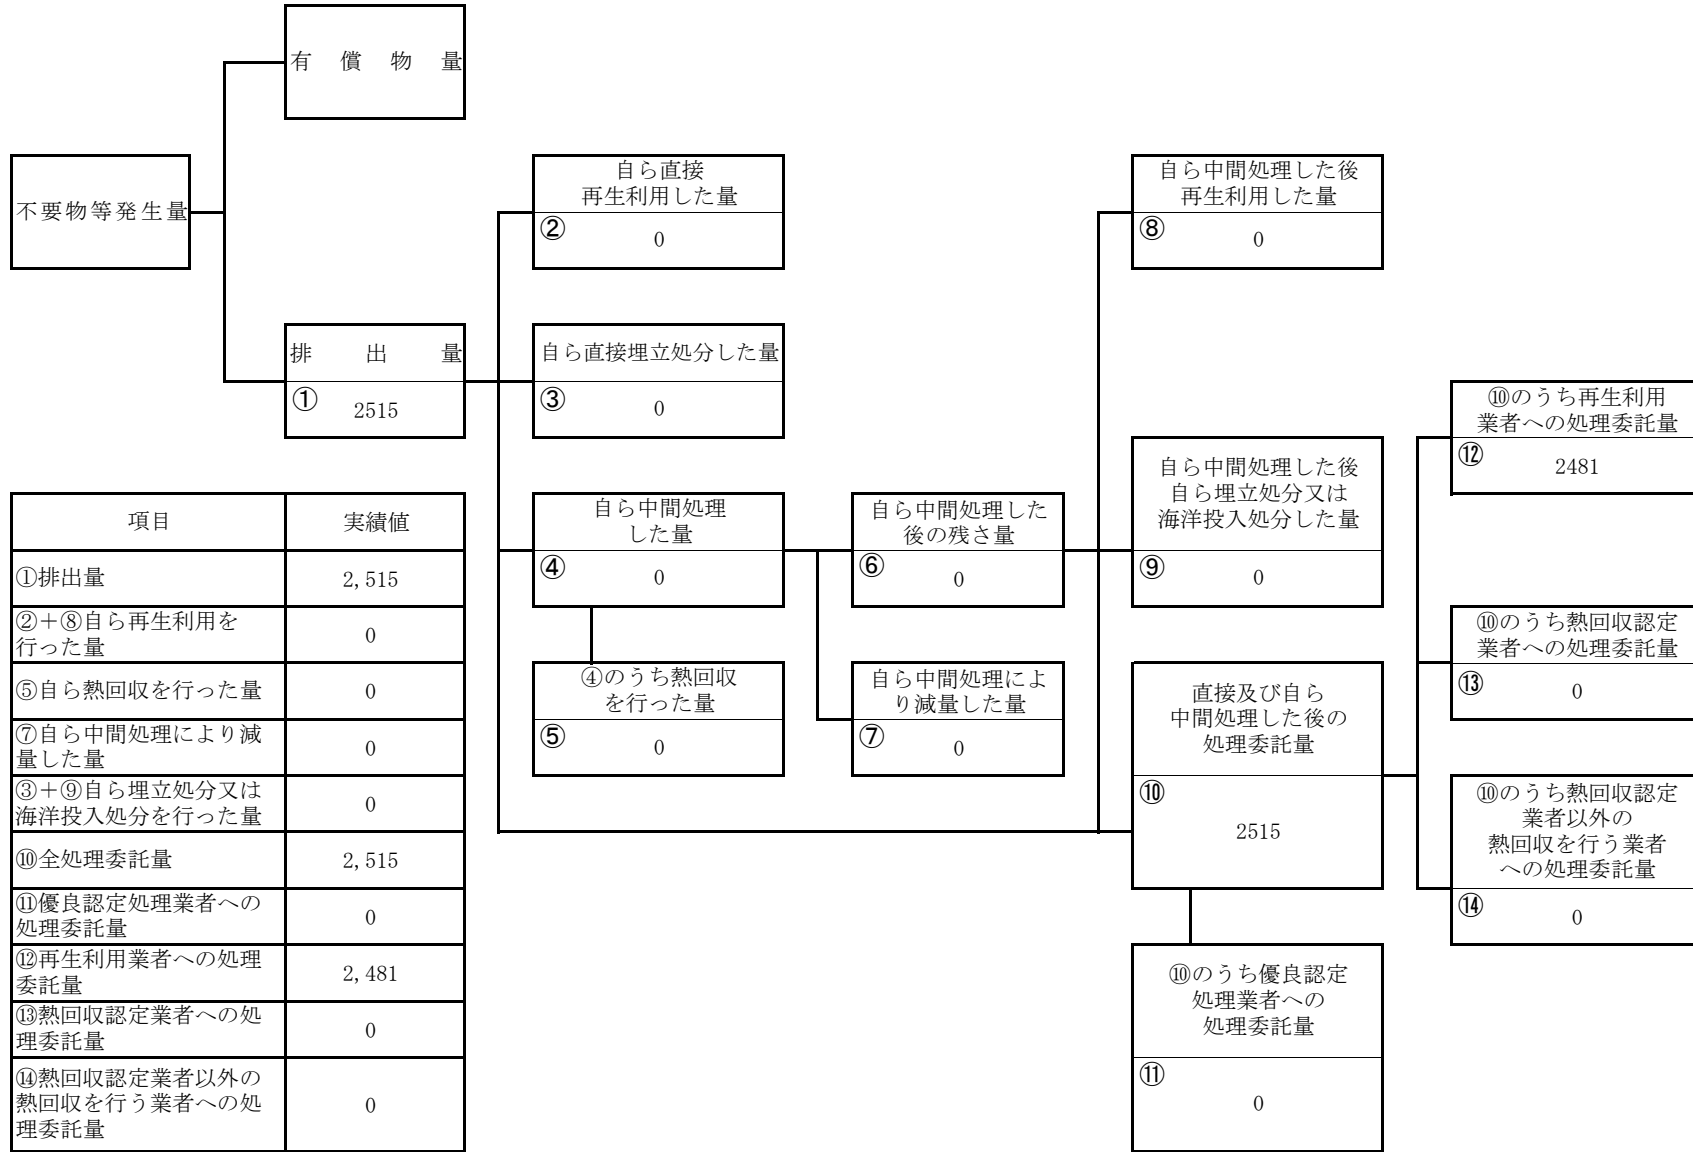 有償物量
不要物等発生量
自ら直接
再生利用した量
②
0
自ら中間処理した後
再生利用した量
⑧
0
排出量
①
2515
自ら直接埋立処分した量
③
0
⑩のうち再生利用
業者への処理委託量
⑫
2481
自ら中間処理
した量
④
0
自ら中間処理した
後の残さ量
⑥
0
自ら中間処理した後
自ら埋立処分又は
海洋投入処分した量
⑨
0
⑩のうち熱回収認定
業者への処理委託量
⑬
0
④のうち熱回収
を行った量
⑤
0
自ら中間処理によ
り減量した量
⑦
0
直接及び自ら
中間処理した後の
処理委託量
⑩
2515
⑩のうち熱回収認定
業者以外の
熱回収を行う業者
への処理委託量
⑭
0
⑩のうち優良認定
処理業者への
処理委託量
⑪
0
項目
実績値
①排出量
2,515
②+⑧自ら再生利用を
行った量
0
⑤自ら熱回収を行った量
0
⑦自ら中間処理により減
量した量
0
③+⑨自ら埋立処分又は
海洋投入処分を行った量
0
⑩全処理委託量
2,515
⑪優良認定処理業者への
処理委託量
0
⑫再生利用業者への処理
委託量
2,481
⑬熱回収認定業者への処
理委託量
0
⑭熱回収認定業者以外の
熱回収を行う業者への処
理委託量
0